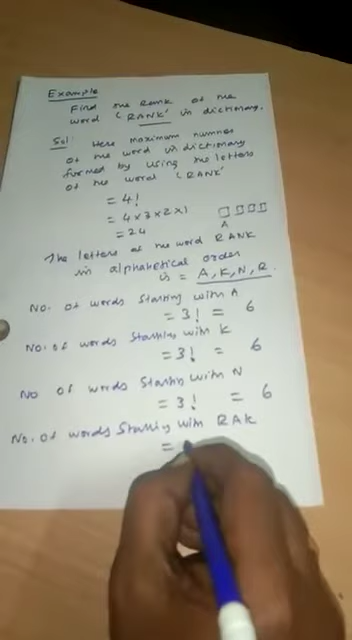 Example
Find the Rank of the
word 'RANK' in dictionary.
Sol: Here maximum number
of the word in dictionary
formed by using the letters
of the word 'RANK'
= 4!
= 4×3×2×1
= 24
A
The letters of the word RANK
in alphabetical order
is = A, K, N, R.
No. of words starting with A
= 3! = 6
No. of words starting with K
= 3! = 6
No of words starting with N
= 3! = 6
No. of words starting with RAK
=